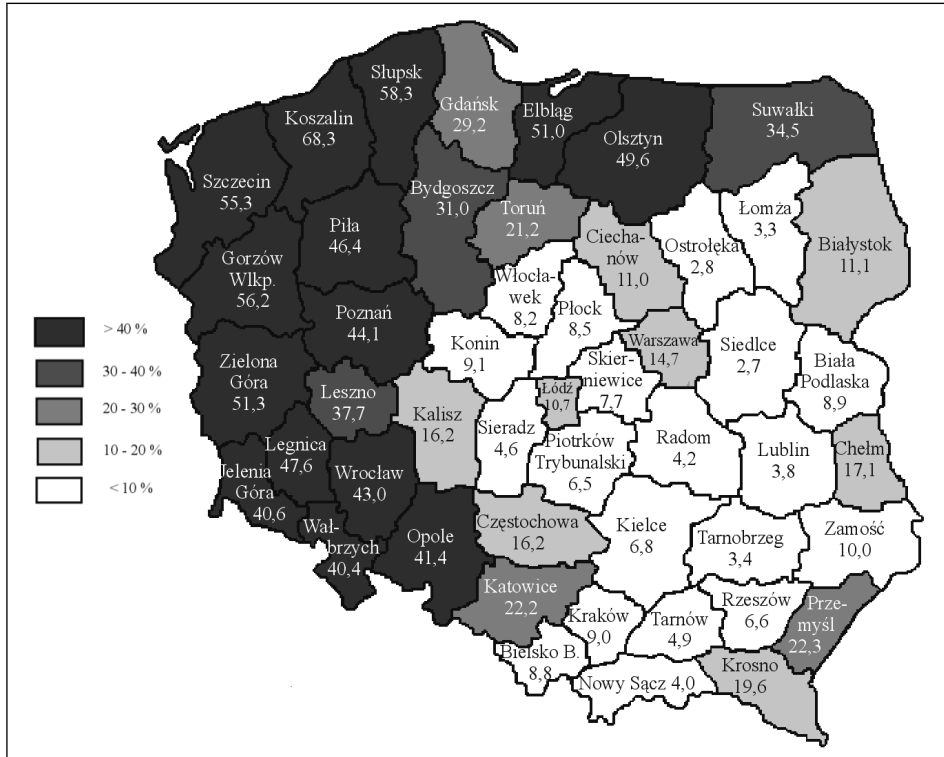 Słupsk
58,3
Gdańsk
29,2
Koszalin
68,3
Elbląg
51,0
Olsztyn
49,6
Suwałki
34,5
Szczecin
55,3
Bydgoszcz
31,0
Toruń
21,2
Piła
46,4
Ciecha-
nów
11,0
Ostrołęka
2,8
Łomża
3,3
Białystok
11,1
Gorzów
Wlkp.
56,2
Włocła-
wek
8,2
Płock
8,5
Poznań
44,1
Konin
9,1
Warszawa
14,7
Siedlce
2,7
Biała
Podlaska
8,9
Zielona
Góra
51,3
Leszno
37,7
Kalisz
16,2
Sieradz
4,6
Łódź
10,7
Skier-
niewice
7,7
Piotrków
Trybunalski
6,5
Radom
4,2
Lublin
3,8
Chełm
17,1
Legnica
47,6
Jelenia
Góra
40,6
Wrocław
43,0
Wał-
brzych
40,4
Opole
41,4
Częstochowa
16,2
Kielce
6,8
Tarnobrzeg
3,4
Zamość
10,0
Katowice
22,2
Kraków
9,0
Tarnów
4,9
Rzeszów
6,6
Prze-
myśl
22,3
Bielsko B.
8,8
Nowy Sącz 4,0
Krosno
19,6
> 40 %
30 - 40 %
20 - 30 %
10 - 20 %
< 10 %